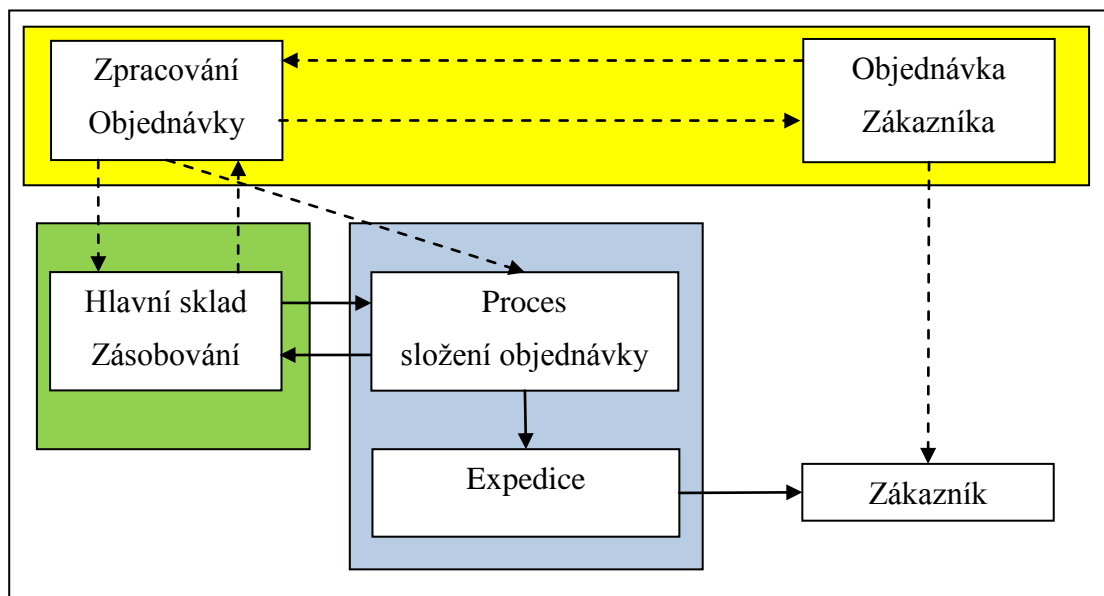 Zpracování
Objednávky
Objednávka
Zákazníka
Hlavní sklad
Zásobování
Proces
složení objednávky
Expedice
Zákazník